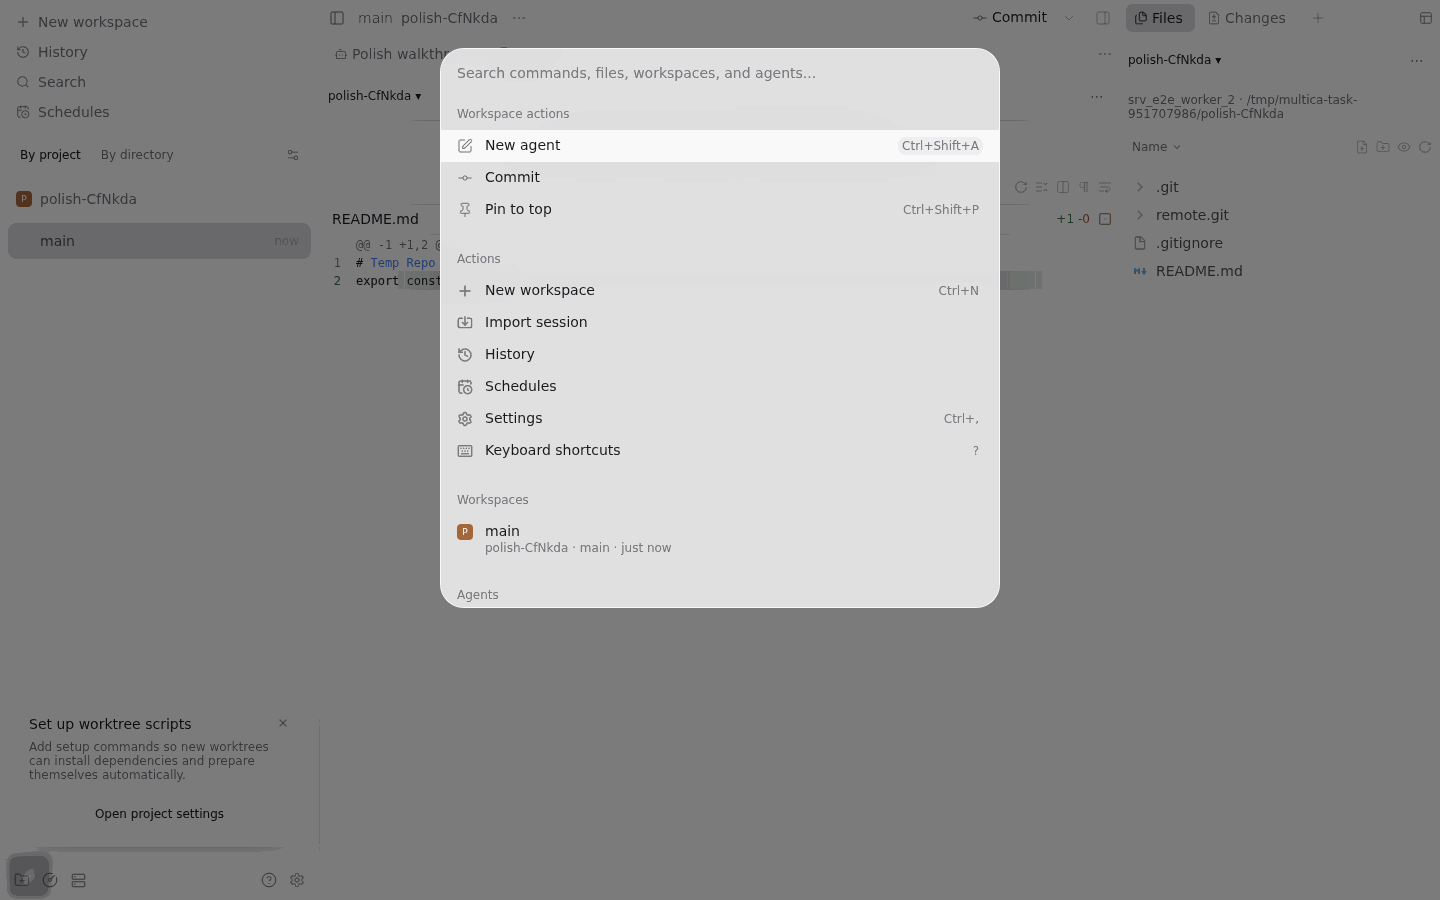 New workspace
History
Search
Schedules
By project By directory
P polish-CfNkda
main now
Set up worktree scripts
Add setup commands so new worktrees
can install dependencies and prepare
themselves automatically.
Open project settings
main polish-CfNkda
Commit
polish-CfNkda
README.md
@@ -1 +1,2
1 # Temp Repo
2 export const
+1 -0
Search commands, files, workspaces, and agents...
Workspace actions
New agent Ctrl+Shift+A
Commit
Pin to top Ctrl+Shift+P
Actions
New workspace Ctrl+N
Import session
History
Schedules
Settings Ctrl+,
Keyboard shortcuts ?
Workspaces
P main
polish-CfNkda · main · just now
Agents
Files Changes
polish-CfNkda
srv_e2e_worker_2 · /tmp/multica-task-
951707986/polish-CfNkda
Name
.git
remote.git
.gitignore
README.md